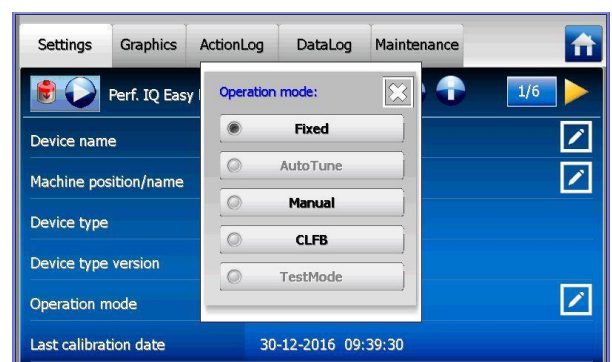 Settings Graphics ActionLog DataLog Maintenance
Perf. IQ Easy
1/6
Operation mode:
Fixed
AutoTune
Manual
CLFB
TestMode
Device name
Machine position/name
Device type
Device type version
Operation mode
Last calibration date 30-12-2016 09:39:30